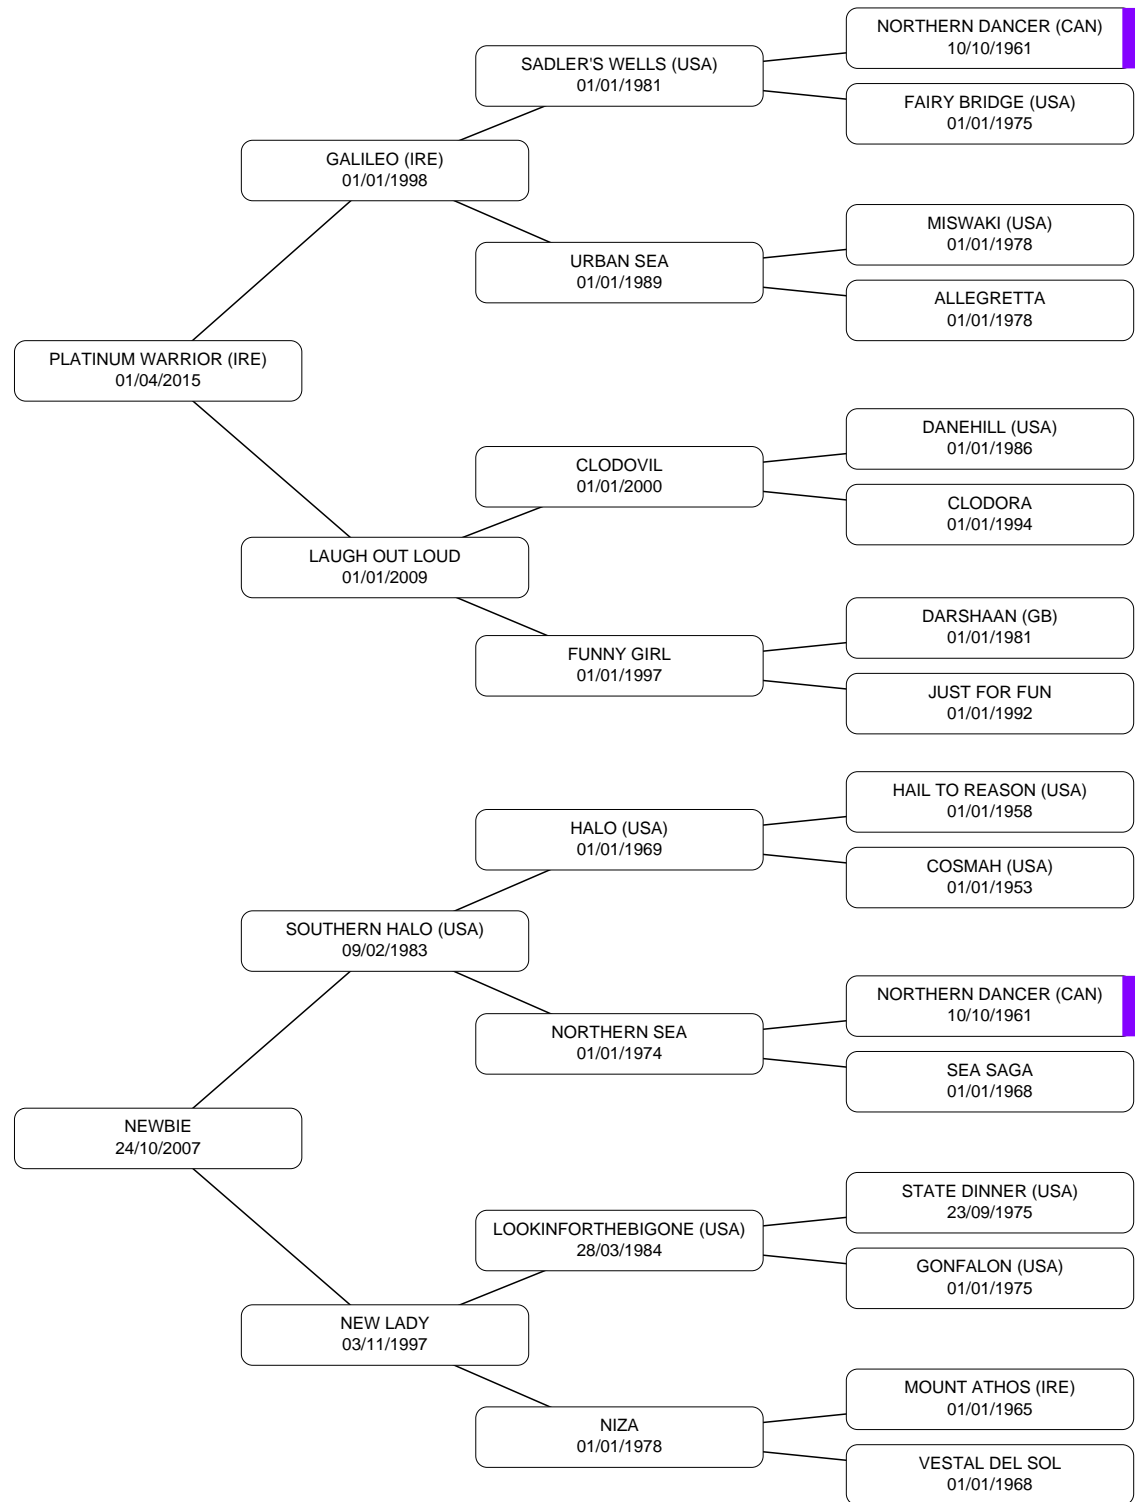 NORTHERN DANCER (CAN)
10/10/1961
SADLER'S WELLS (USA)
01/01/1981
FAIRY BRIDGE (USA)
01/01/1975
GALILEO (IRE)
01/01/1998
MISWAKI (USA)
01/01/1978
URBAN SEA
01/01/1989
ALLEGRETTA
01/01/1978
PLATINUM WARRIOR (IRE)
01/04/2015
DANEHILL (USA)
01/01/1986
CLODOVIL
01/01/2000
CLODORA
01/01/1994
LAUGH OUT LOUD
01/01/2009
DARSHAAN (GB)
01/01/1981
FUNNY GIRL
01/01/1997
JUST FOR FUN
01/01/1992
HAIL TO REASON (USA)
01/01/1958
HALO (USA)
01/01/1969
COSMAH (USA)
01/01/1953
SOUTHERN HALO (USA)
09/02/1983
NORTHERN DANCER (CAN)
10/10/1961
NORTHERN SEA
01/01/1974
SEA SAGA
01/01/1968
NEWBIE
24/10/2007
STATE DINNER (USA)
23/09/1975
LOOKINFORTHEBIGONE (USA)
28/03/1984
GONFALON (USA)
01/01/1975
NEW LADY
03/11/1997
MOUNT ATHOS (IRE)
01/01/1965
NIZA
01/01/1978
VESTAL DEL SOL
01/01/1968